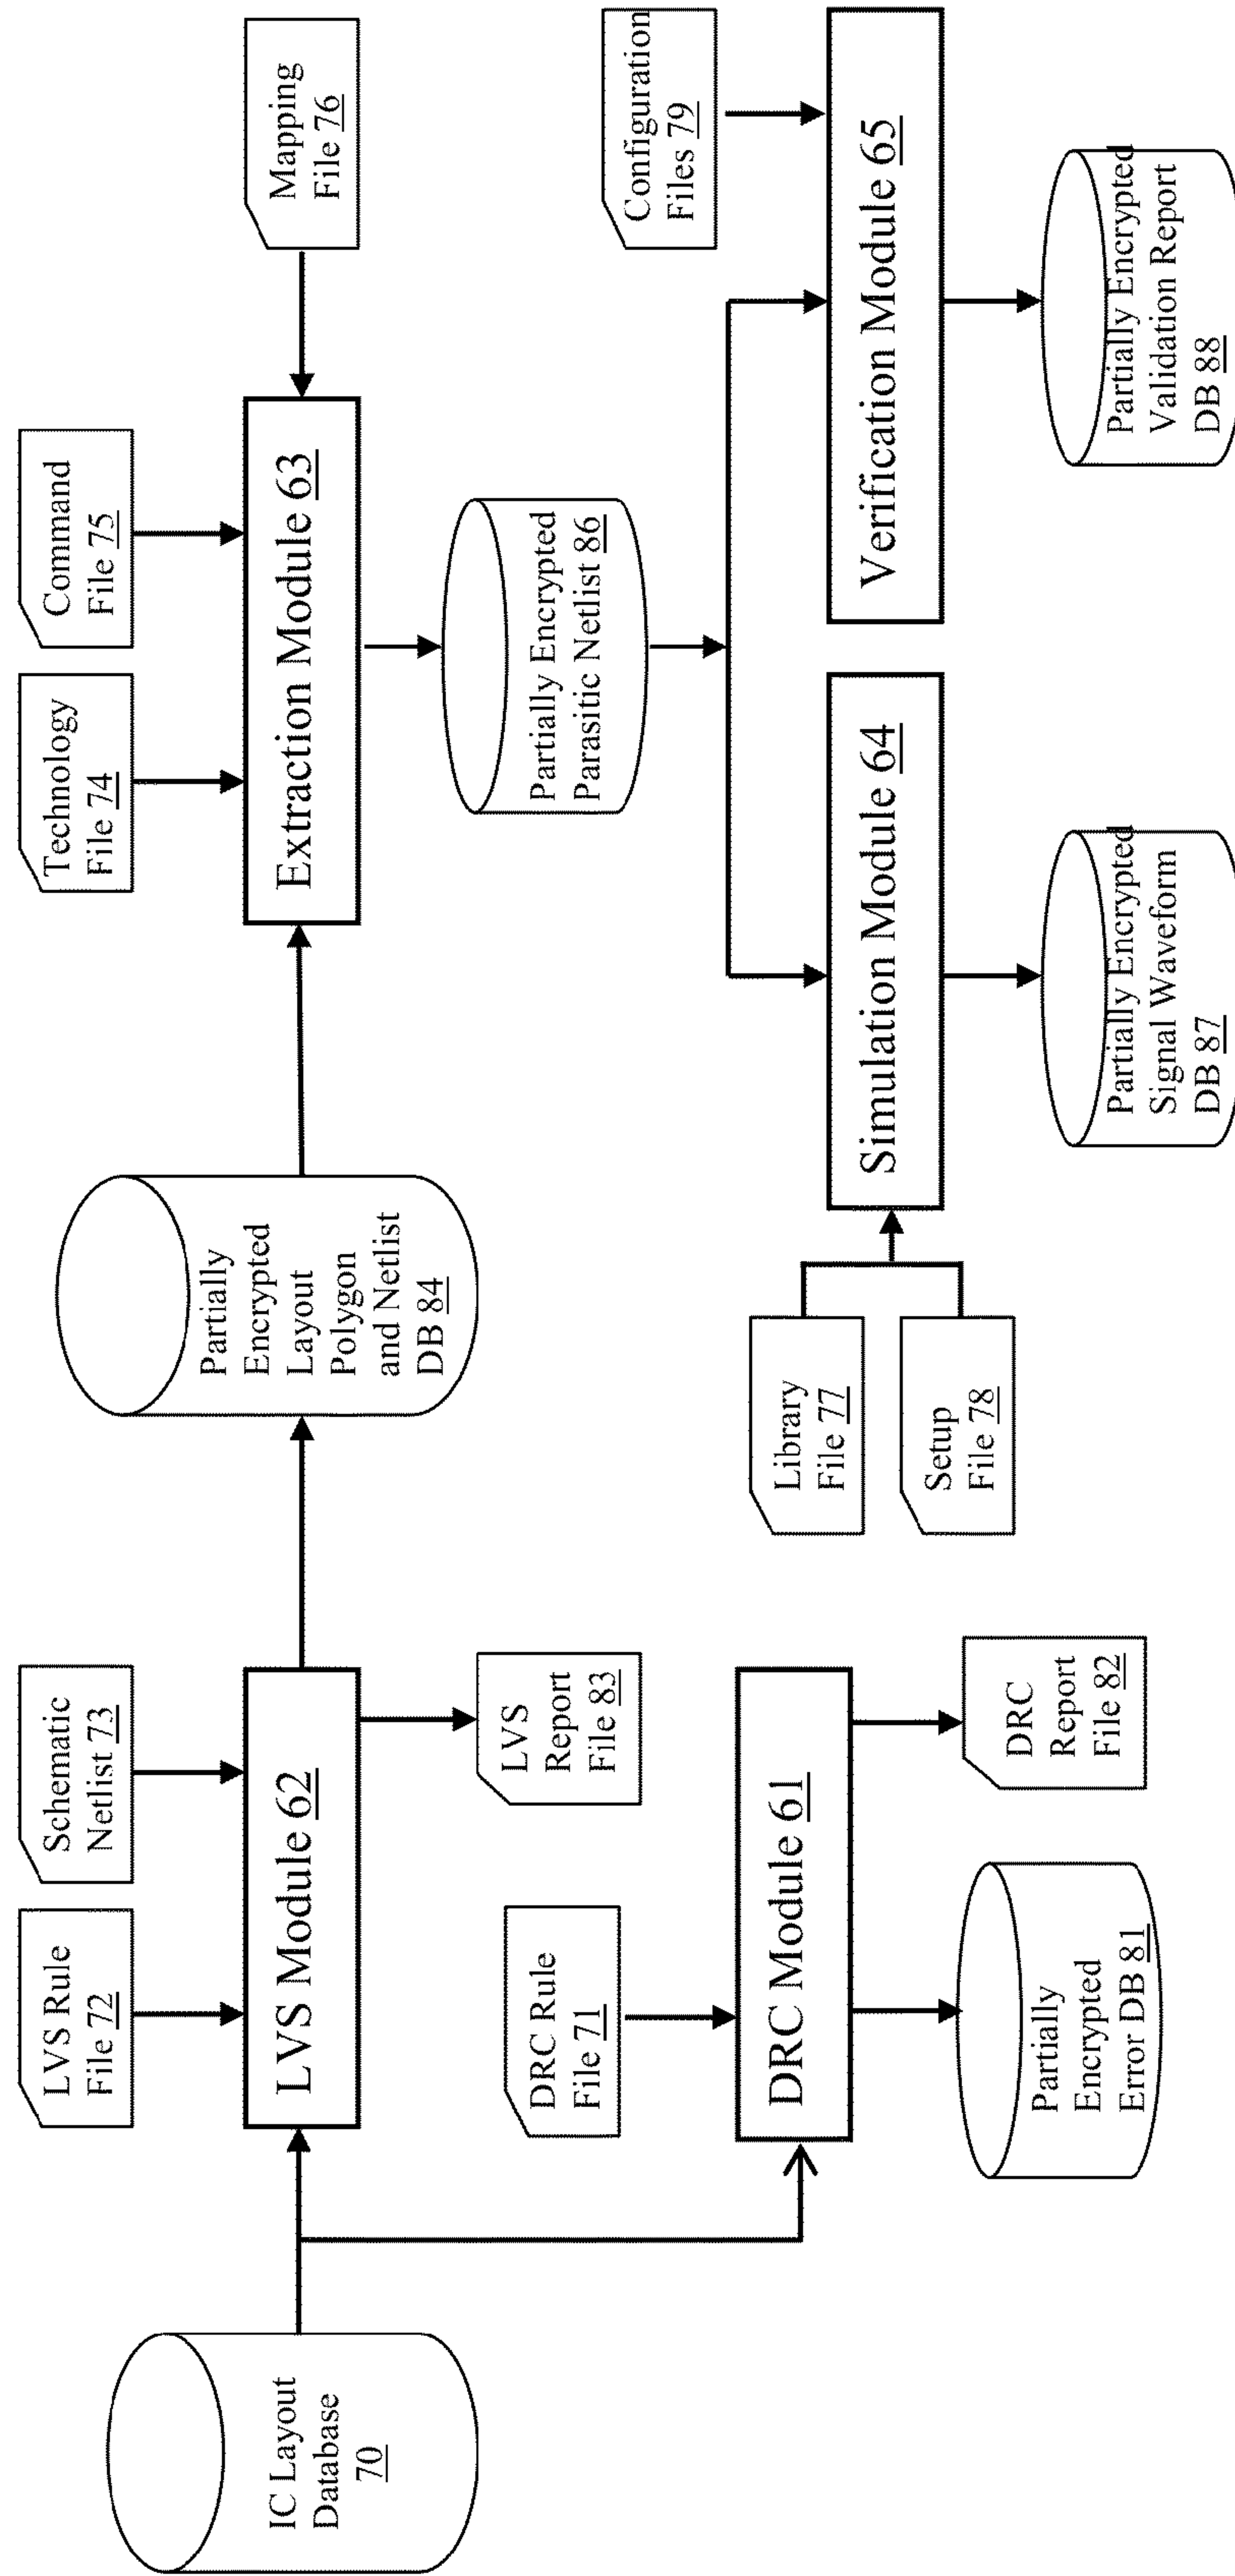 IC Layout
Database
70
LVS Rule
File 72
Schematic
Netlist 73
LVS Module 62
LVS
Report
File 83
DRC Rule
File 71
DRC Module 61
Partially
Encrypted
Error DB 81
DRC
Report
File 82
Partially
Encrypted
Layout
Polygon
and Netlist
DB 84
Technology
File 74
Command
File 75
Mapping
File 76
Extraction Module 63
Partially Encrypted
Parasitic Netlist 86
Library
File 77
Setup
File 78
Simulation Module 64
Configuration
Files 79
Verification Module 65
Partially Encrypted
Signal Waveform
DB 87
Partially Encrypted
Validation Report
DB 88